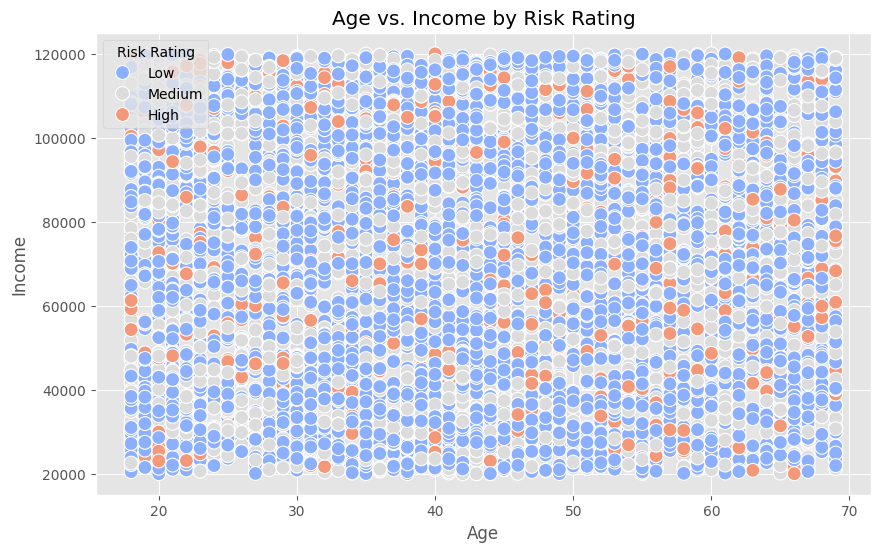 Age vs. Income by Risk Rating
Risk Rating
Low
Medium
High
120000
100000
80000
60000
40000
20000
Income
20 30 40 50 60 70
Age